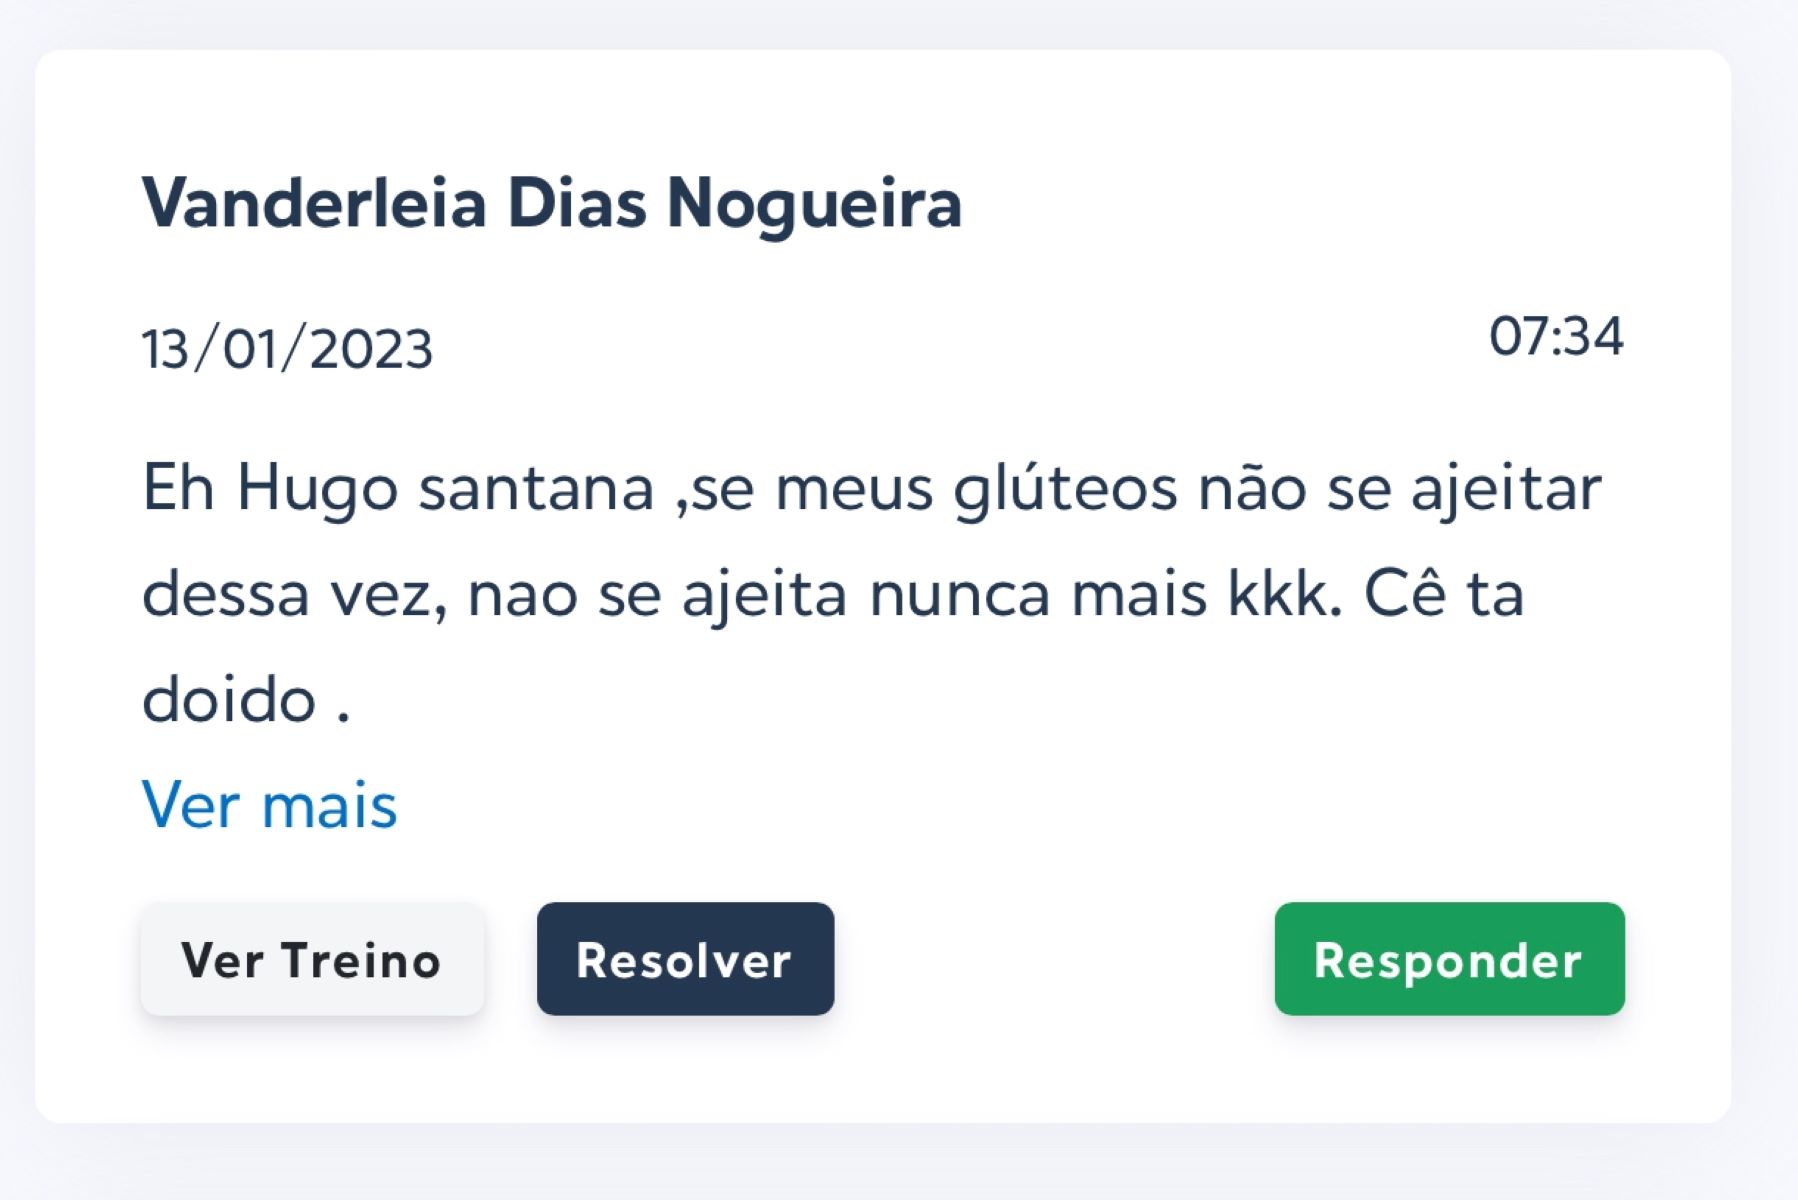 Vanderleia Dias Nogueira
13/01/2023
07:34
Eh Hugo santana ,se meus glúteos não se ajeitar
dessa vez, nao se ajeita nunca mais kkk. Cê ta
doido .
Ver mais
Ver Treino
Resolver
Responder